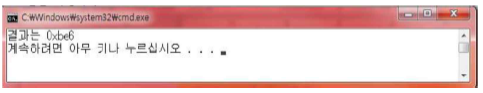 C:₩Windows₩system32₩cmd.exe
결과는 0xbe6
계속하려면 아무 키나 누르십시오 . . .